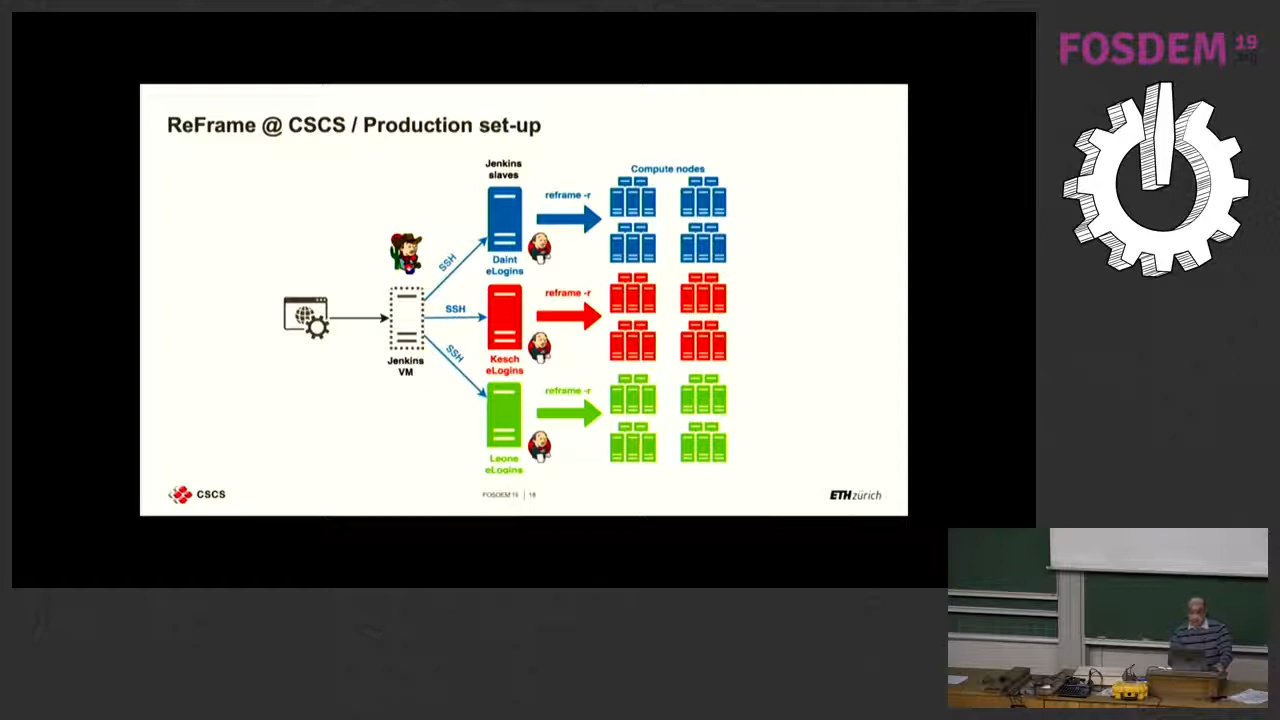 FOSDEM 19
.org
ReFrame @ CSCS / Production set-up
Jenkins
slaves
Compute nodes
reframe -r
SSH
Daint
eLogins
reframe -r
SSH
Jenkins
VM
Kesch
eLogins
SSH
reframe -r
Leone
eLogins
CSCS
FOSDEM'19 | 18
ETH zürich